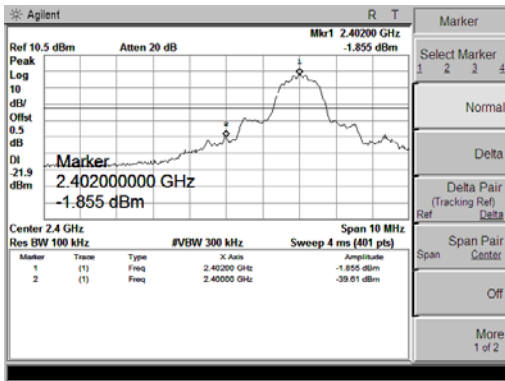 Agilent R T
Mkr1 2.40200 GHz
Ref 10.5 dBm Atten 20 dB -1.855 dBm
Peak
Log
10
dB/
Offst
0.5
dB
DI
-21.9
dBm
1
2
Marker
2.402000000 GHz
-1.855 dBm
Center 2.4 GHz Span 10 MHz
Res BW 100 kHz #VBW 300 kHz Sweep 4 ms (401 pts)
Marker Trace Type X Axis Amplitude
1 (1) Freq 2.40200 GHz -1.855 dBm
2 (1) Freq 2.40000 GHz -39.61 dBm
Marker
Select Marker
1 2 3 4
Normal
Delta
Delta Pair
(Tracking Ref)
Ref Delta
Span Pair
Span Center
Off
More
1 of 2